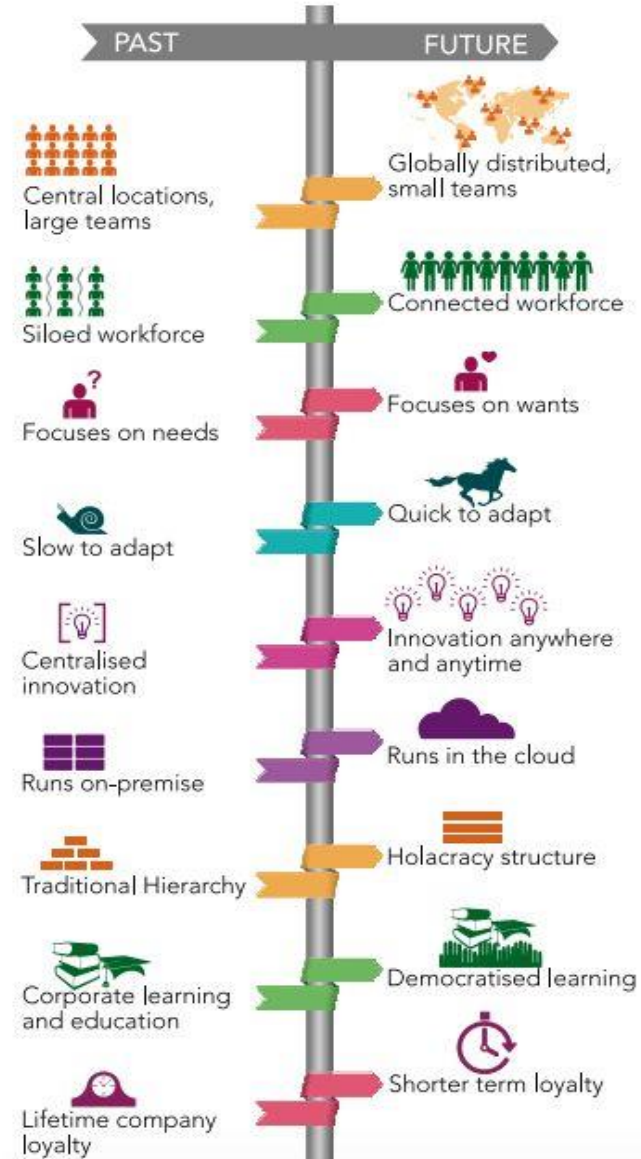 PAST
FUTURE
Central locations,
large teams
Globally distributed,
small teams
Siloed workforce
Connected workforce
?
Focuses on needs
Focuses on wants
Slow to adapt
Quick to adapt
Centralised
innovation
Innovation anywhere
and anytime
Runs on-premise
Runs in the cloud
Traditional Hierarchy
Holacracy structure
Corporate learning
and education
Democratised learning
Lifetime company
loyalty
Shorter term loyalty